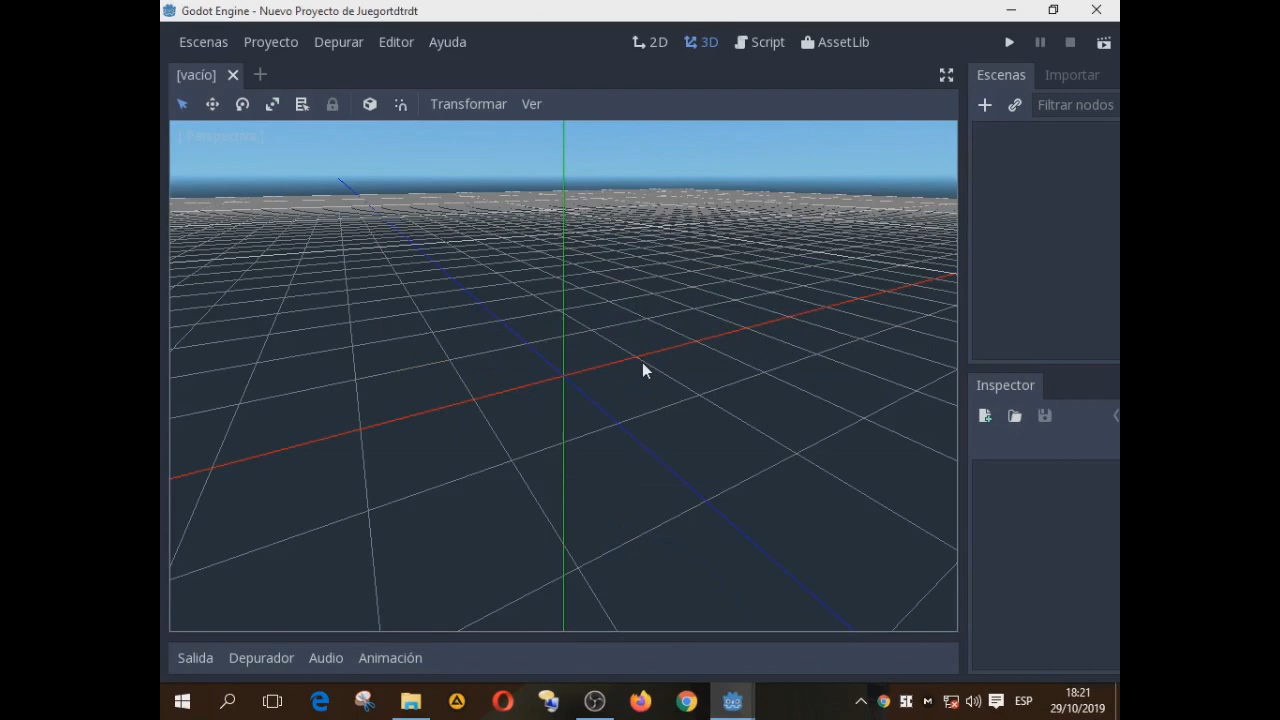 Godot Engine - Nuevo Proyecto de Juegortdtrdt
Escenas Proyecto Depurar Editor Ayuda 2D 3D Script AssetLib
[vacío] Escenas Importar
Transformar Ver Filtrar nodos
[ Perspectiva ]
Inspector
Salida Depurador Audio Animación
ESP
18:21
29/10/2019